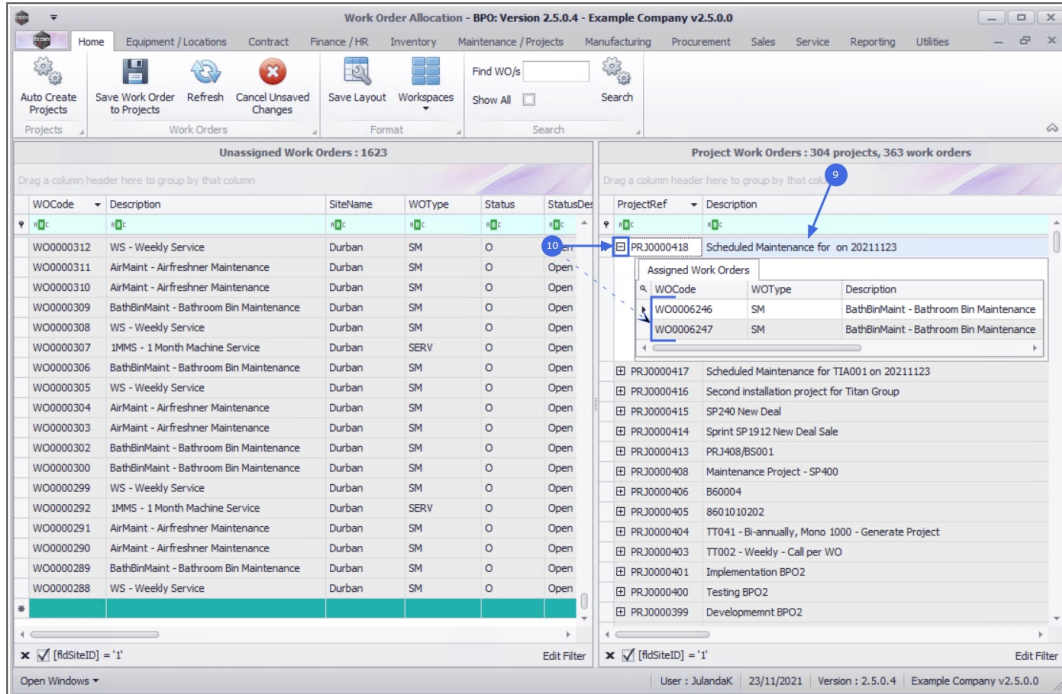 Work Order Allocation - BPO: Version 2.5.0.4 - Example Company v2.5.0.0
Home Equipment / Locations Contract Finance / HR Inventory Maintenance / Projects Manufacturing Procurement Sales Service Reporting Utilities
Find WO/s
Auto Create Projects Save Work Order to Projects Refresh Cancel Unsaved Changes Save Layout Workspaces Show All Search
Projects Work Orders Format Search
Unassigned Work Orders : 1623
Drag a column header here to group by that column
WOCode Description SiteName WOType Status StatusDes
WO0000312 WS - Weekly Service Durban SM O
WO0000311 AirMaint - Airfreshner Maintenance Durban SM O Open
WO0000310 AirMaint - Airfreshner Maintenance Durban SM O Open
WO0000309 BathBinMaint - Bathroom Bin Maintenance Durban SM O Open
WO0000308 WS - Weekly Service Durban SM O Open
WO0000307 1MMS - 1 Month Machine Service Durban SERV O Open
WO0000306 BathBinMaint - Bathroom Bin Maintenance Durban SM O Open
WO0000305 WS - Weekly Service Durban SM O Open
WO0000304 AirMaint - Airfreshner Maintenance Durban SM O Open
WO0000303 AirMaint - Airfreshner Maintenance Durban SM O Open
WO0000302 BathBinMaint - Bathroom Bin Maintenance Durban SM O Open
WO0000300 BathBinMaint - Bathroom Bin Maintenance Durban SM O Open
WO0000299 WS - Weekly Service Durban SM O Open
WO0000292 1MMS - 1 Month Machine Service Durban SERV O Open
WO0000291 AirMaint - Airfreshner Maintenance Durban SM O Open
WO0000290 AirMaint - Airfreshner Maintenance Durban SM O Open
WO0000289 BathBinMaint - Bathroom Bin Maintenance Durban SM O Open
WO0000288 WS - Weekly Service Durban SM O Open
[fldSiteID] = '1' Edit Filter
Project Work Orders : 304 projects, 363 work orders
Drag a column header here to group by that
9
ProjectRef Description
10
PRJ0000418 Scheduled Maintenance for on 20211123
Assigned Work Orders
WOCode WOType Description
WO0006246 SM BathBinMaint - Bathroom Bin Maintenance
WO0006247 SM BathBinMaint - Bathroom Bin Maintenance
PRJ0000417 Scheduled Maintenance for TIA001 on 20211123
PRJ0000416 Second installation project for Titan Group
PRJ0000415 SP240 New Deal
PRJ0000414 Sprint SP1912 New Deal Sale
PRJ0000413 PRJ408/BS001
PRJ0000408 Maintenance Project - SP400
PRJ0000406 B60004
PRJ0000405 8601010202
PRJ0000404 TT041 - Bi-annually, Mono 1000 - Generate Project
PRJ0000403 TT002 - Weekly - Call per WO
PRJ0000401 Implementation BPO2
PRJ0000400 Testing BPO2
PRJ0000399 Developmemnt BPO2
[fldSiteID] = '1' Edit Filter
Open Windows User : JulandaK 23/11/2021 Version : 2.5.0.4 Example Company v2.5.0.0